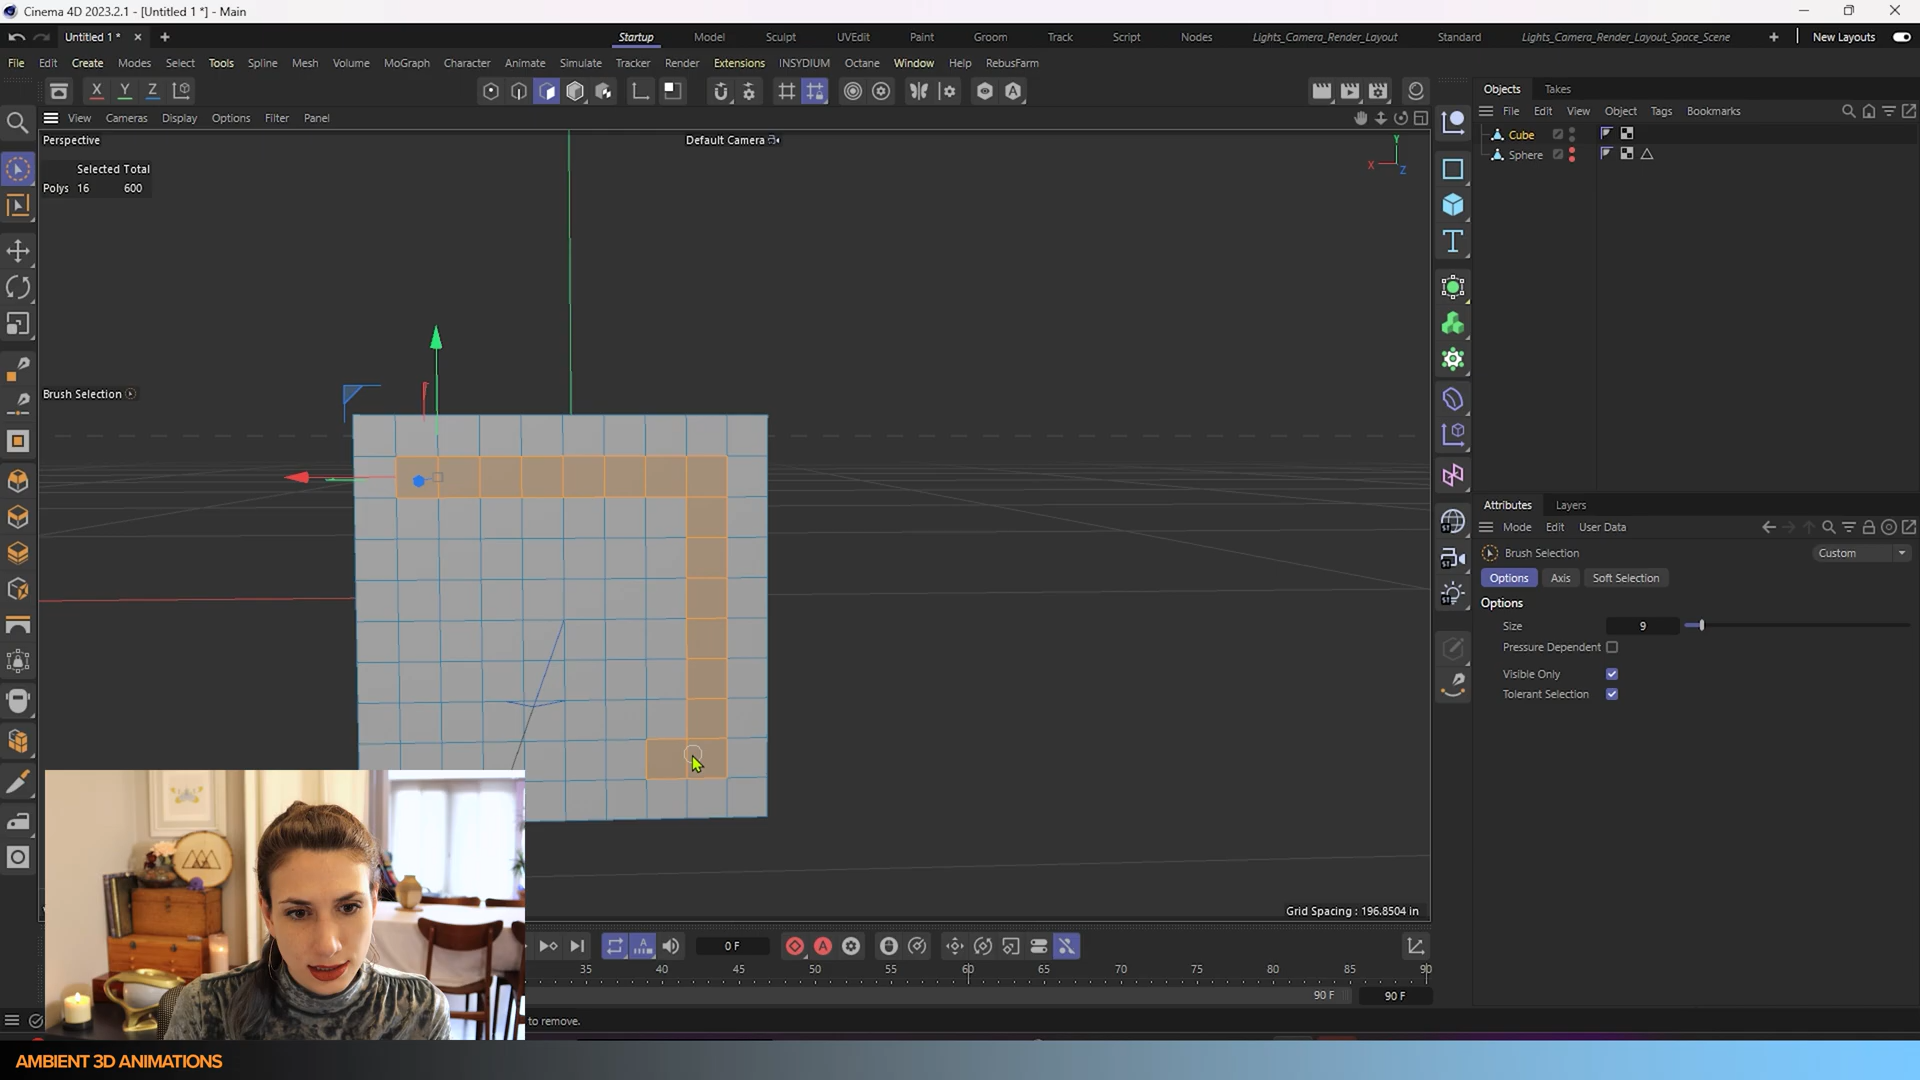 Cinema 4D 2023.2.1 - [Untitled 1 *] - Main
Untitled 1 *
Startup Model Sculpt UVEdit Paint Groom Track Script Nodes Lights_Camera_Render_Layout Standard Lights_Camera_Render_Layout_Space_Scene New Layouts
File Edit Create Modes Select Tools Spline Mesh Volume MoGraph Character Animate Simulate Tracker Render Extensions INSYDIUM Octane Window Help RebusFarm
X Y Z
Objects Takes
View Cameras Display Options Filter Panel
File Edit View Object Tags Bookmarks
Perspective
Default Camera
Y
X
Z
Cube
Sphere
Selected Total
Polys 16 600
Brush Selection
Attributes Layers
Mode Edit User Data
Brush Selection
Custom
Options Axis Soft Selection
Options
Size 9
Pressure Dependent
Visible Only
Tolerant Selection
Grid Spacing : 196.8504 in
0 F
35 40 45 50 55 60 65 70 75 80 85 90
90 F 90 F
to remove.
AMBIENT 3D ANIMATIONS